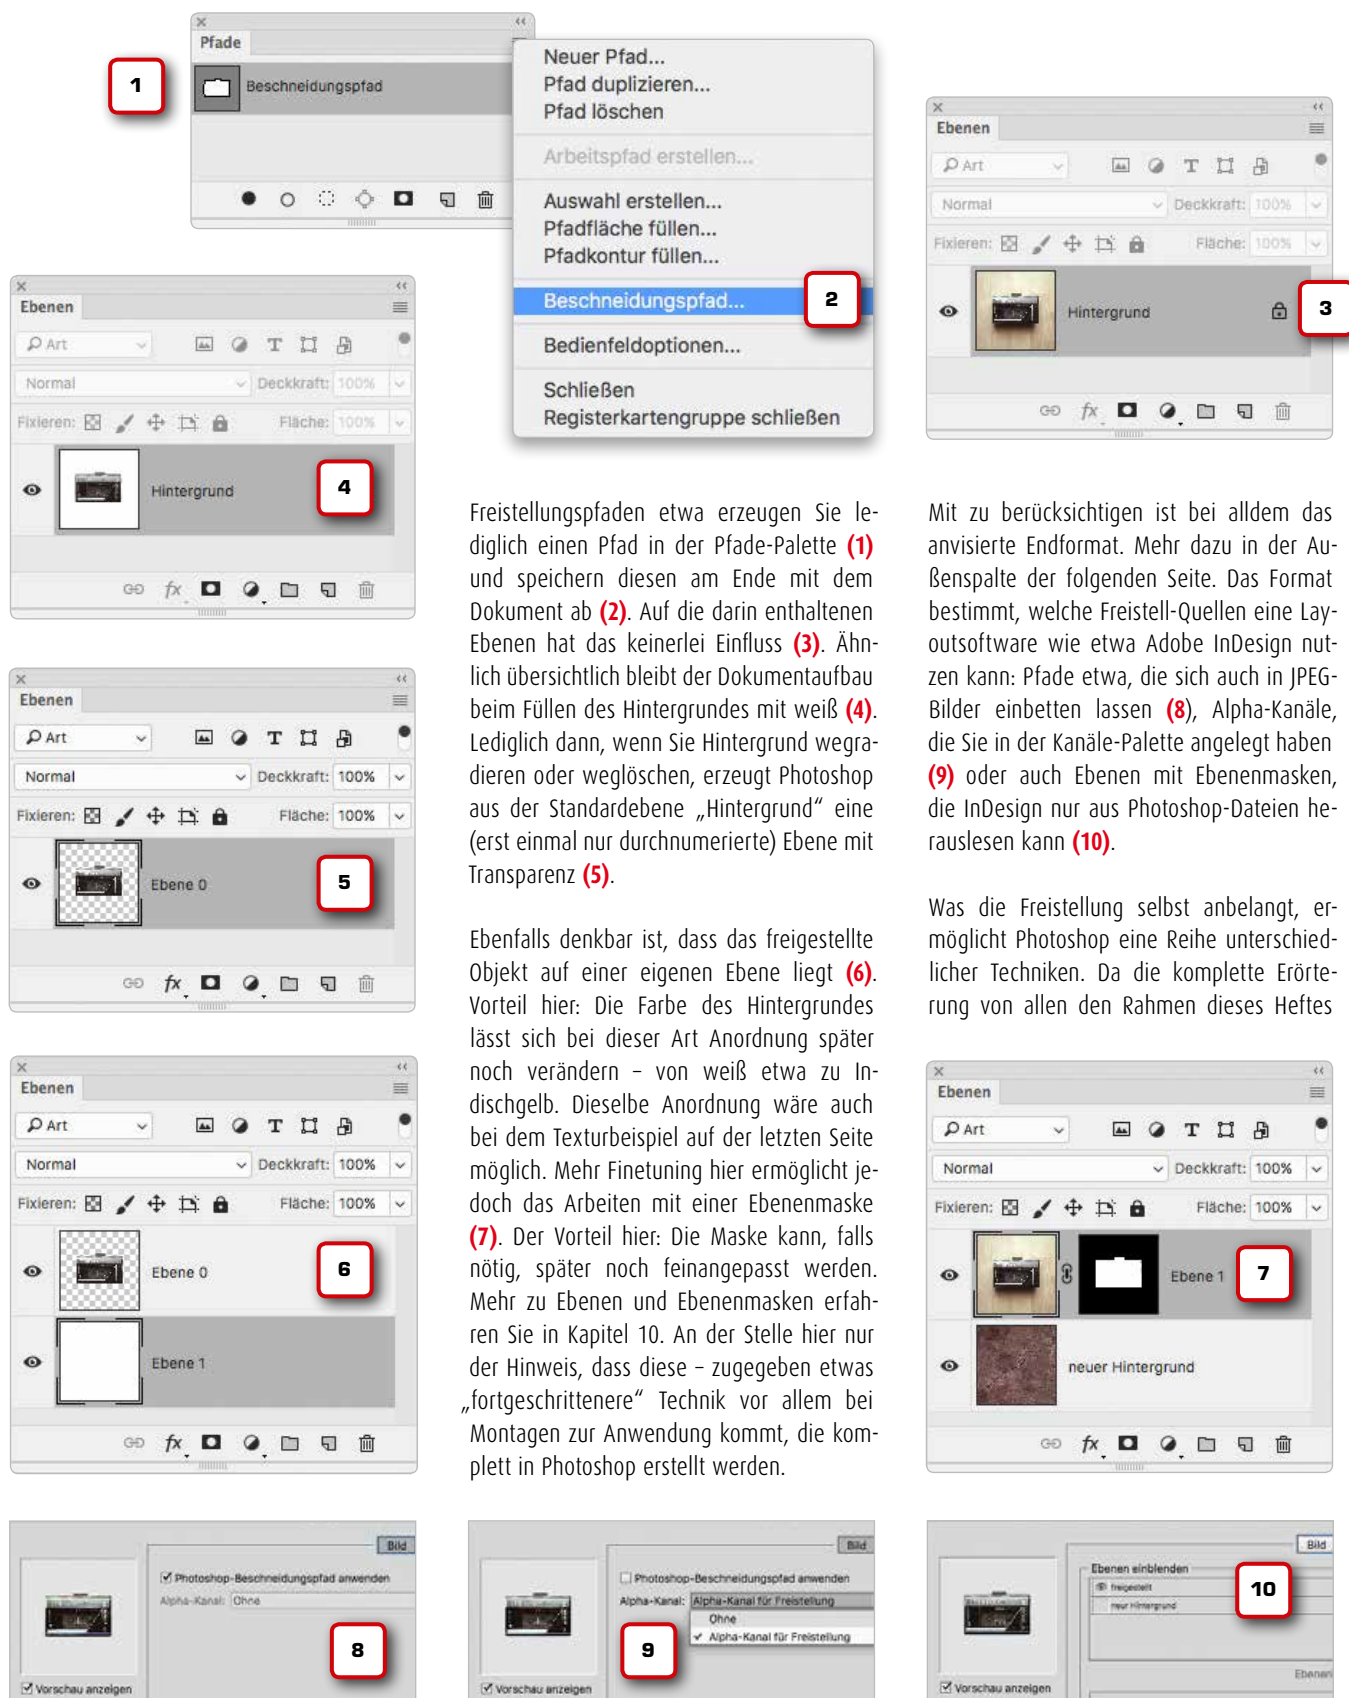 Pfade
1
Beschneidungspfad
Neuer Pfad...
Pfad duplizieren...
Pfad löschen
Arbeitspfad erstellen...
Auswahl erstellen...
Pfadfläche füllen...
Pfadkontur füllen...
Beschneidungspfad...
2
Bedienfeldoptionen...
Schließen
Registerkartengruppe schließen
Ebenen
Art
Normal
Deckkraft: 100%
Fixieren:
Fläche: 100%
Hintergrund
3
fx
Ebenen
Art
Normal
Deckkraft: 100%
Fixieren:
Fläche: 100%
Hintergrund
4
fx
Ebenen
Art
Normal
Deckkraft: 100%
Fixieren:
Fläche: 100%
Ebene 0
5
fx
Ebenen
Art
Normal
Deckkraft: 100%
Fixieren:
Fläche: 100%
Ebene 0
6
Ebene 1
fx
Freistellungspfaden etwa erzeugen Sie le-
diglich einen Pfad in der Pfade-Palette (1)
und speichern diesen am Ende mit dem
Dokument ab (2). Auf die darin enthaltenen
Ebenen hat das keinerlei Einfluss (3). Ähn-
lich übersichtlich bleibt der Dokumentaufbau
beim Füllen des Hintergrundes mit weiß (4).
Lediglich dann, wenn Sie Hintergrund wegra-
dieren oder weglöschen, erzeugt Photoshop
aus der Standardebene „Hintergrund“ eine
(erst einmal nur durchnumerierte) Ebene mit
Transparenz (5).
Ebenfalls denkbar ist, dass das freigestellte
Objekt auf einer eigenen Ebene liegt (6).
Vorteil hier: Die Farbe des Hintergrundes
lässt sich bei dieser Art Anordnung später
noch verändern – von weiß etwa zu In-
dischgelb. Dieselbe Anordnung wäre auch
bei dem Texturbeispiel auf der letzten Seite
möglich. Mehr Finetuning hier ermöglicht je-
doch das Arbeiten mit einer Ebenenmaske
(7). Der Vorteil hier: Die Maske kann, falls
nötig, später noch feinangepasst werden.
Mehr zu Ebenen und Ebenenmasken erfah-
ren Sie in Kapitel 10. An der Stelle hier nur
der Hinweis, dass diese – zugegeben etwas
„fortgeschrittenere“ Technik vor allem bei
Montagen zur Anwendung kommt, die kom-
plett in Photoshop erstellt werden.
Mit zu berücksichtigen ist bei alldem das
anvisierte Endformat. Mehr dazu in der Au-
ßenspalte der folgenden Seite. Das Format
bestimmt, welche Freistell-Quellen eine Lay-
outsoftware wie etwa Adobe InDesign nut-
zen kann: Pfade etwa, die sich auch in JPEG-
Bilder einbetten lassen (8), Alpha-Kanäle,
die Sie in der Kanäle-Palette angelegt haben
(9) oder auch Ebenen mit Ebenenmasken,
die InDesign nur aus Photoshop-Dateien he-
rauslesen kann (10).
Was die Freistellung selbst anbelangt, er-
möglicht Photoshop eine Reihe unterschied-
licher Techniken. Da die komplette Erörte-
rung von allen den Rahmen dieses Heftes
Ebenen
Art
Normal
Deckkraft: 100%
Fixieren:
Fläche: 100%
Ebene 1
7
neuer Hintergrund
fx
Bild
Photoshop-Beschneidungspfad anwenden
Alpha-Kanal: Ohne
8
Vorschau anzeigen
Bild
Photoshop-Beschneidungspfad anwenden
Alpha-Kanal: Alpha-Kanal für Freistellung
Ohne
Alpha-Kanal für Freistellung
9
Vorschau anzeigen
Bild
Ebenen einblenden
freigestellt
neur Hintergrund
10
Ebenen
Vorschau anzeigen